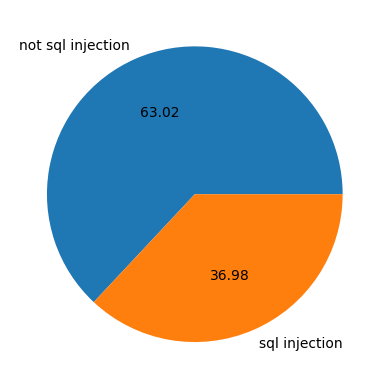 not sql injection
63.02
36.98
sql injection